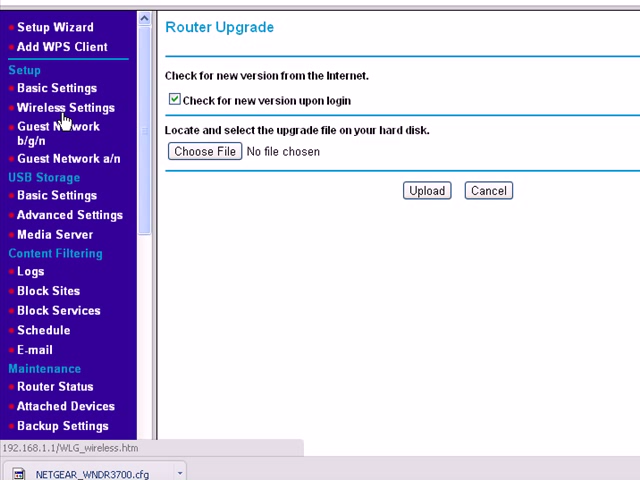 Setup Wizard
Add WPS Client
Setup
Basic Settings
Wireless Settings
Guest Network
b/g/n
Guest Network a/n
USB Storage
Basic Settings
Advanced Settings
Media Server
Content Filtering
Logs
Block Sites
Block Services
Schedule
E-mail
Maintenance
Router Status
Attached Devices
Backup Settings
Router Upgrade
Check for new version from the Internet.
Check for new version upon login
Locate and select the upgrade file on your hard disk.
Choose File No file chosen
Upload Cancel
192.168.1.1/WLG_wireless.htm
NETGEAR_WNDR3700.cfg